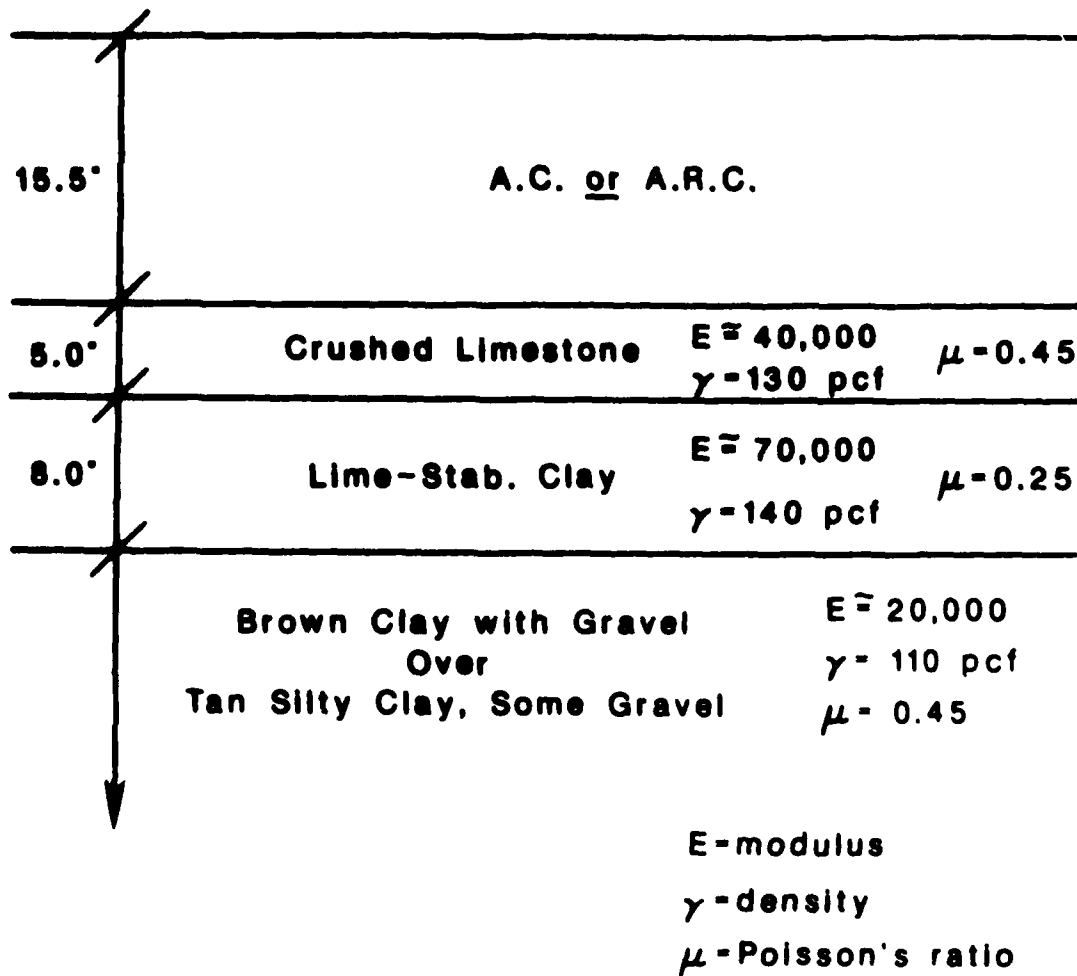 15.5"
A.C. or A.R.C.
5.0"
Crushed Limestone
E ≅ 40,000
γ=130 pcf
μ=0.45
8.0"
Lime-Stab. Clay
E ≅ 70,000
γ=140 pcf
μ=0.25
Brown Clay with Gravel
Over
Tan Silty Clay, Some Gravel
E ≅ 20,000
γ= 110 pcf
μ= 0.45
E=modulus
γ=density
μ=Poisson's ratio